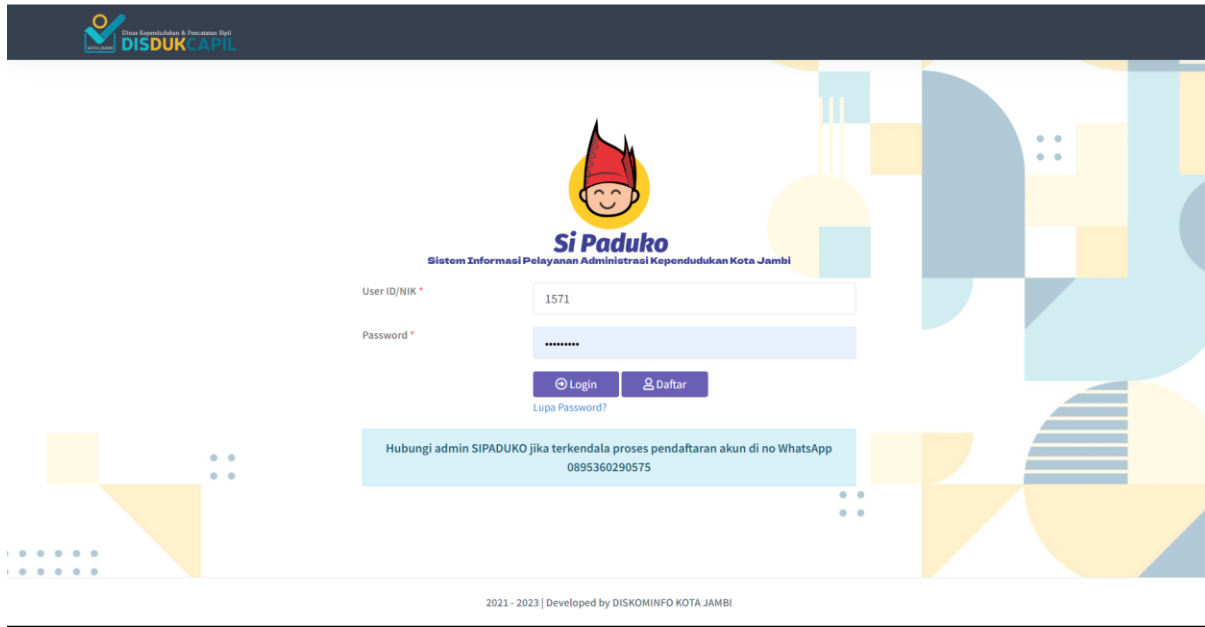 Dinas Kependudukan & Pencatatan Sipil
KOTA JAMBI
DISDUKCAPIL
Si Paduko
Sistem Informasi Pelayanan Administrasi Kependudukan Kota Jambi
User ID/NIK *
1571
Password *
•••••••••
Login
Daftar
Lupa Password?
Hubungi admin SIPADUKO jika terkendala proses pendaftaran akun di no WhatsApp
0895360290575
2021 - 2023 | Developed by DISKOMINFO KOTA JAMBI